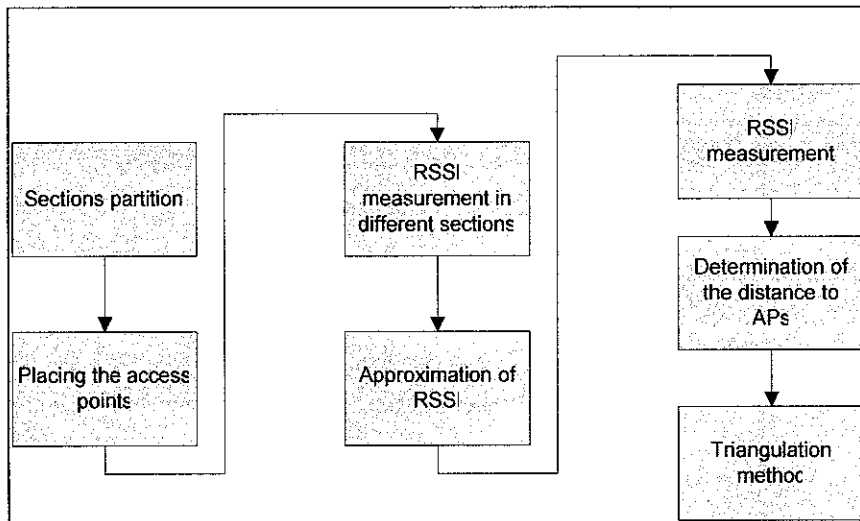 Sections partition
Placing the access
points
RSSI
measurement in
different sections
Approximation of
RSSI
RSSI
measurement
Determination of
the distance to
APs
Triangulation
method